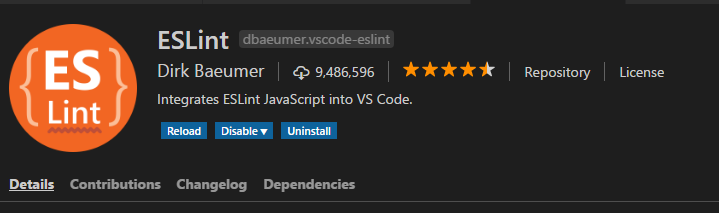 ES
Lint
ESLint dbaeumer.vscode-eslint
Dirk Baeumer 9,486,596 Repository License
Integrates ESLint JavaScript into VS Code.
Reload Disable Uninstall
Details Contributions Changelog Dependencies